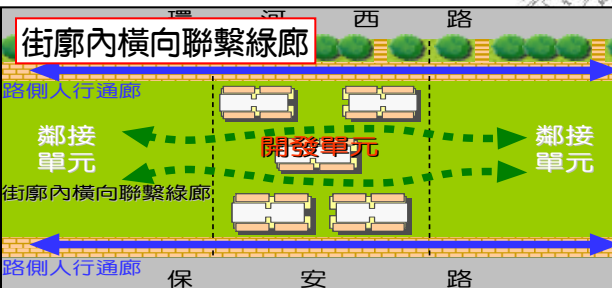 環河西路
街廓內橫向聯繫綠廊
路側人行通廊
鄰接
單元
開發單元
鄰接
單元
街廓內橫向聯繫綠廊
路側人行通廊
保安路